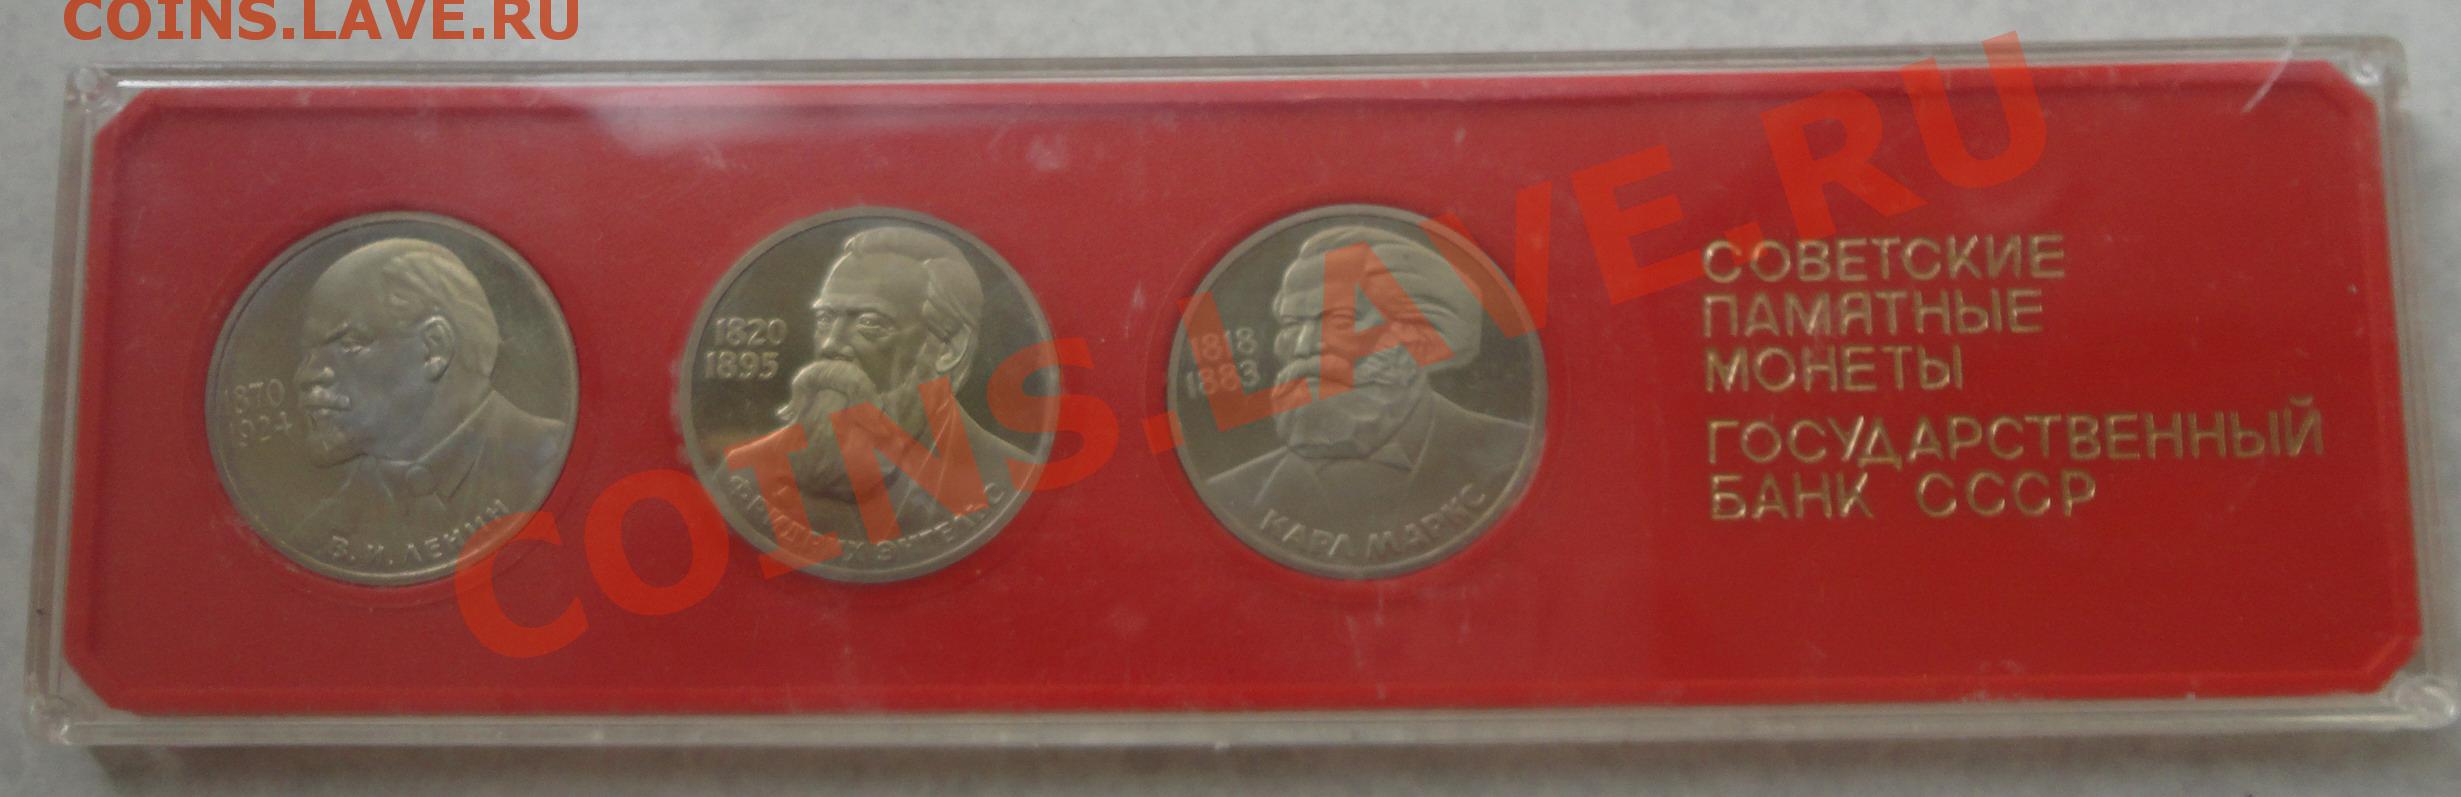 COINS.LAVE.RU
1870
1924
В. И. ЛЕНИН
1820
1895
ФРИДРИХ ЭНГЕЛЬС
1818
1883
КАРЛ МАРКС
СОВЕТСКИЕ
ПАМЯТНЫЕ
МОНЕТЫ
ГОСУДАРСТВЕННЫЙ
БАНК СССР
COINS.LAVE.RU